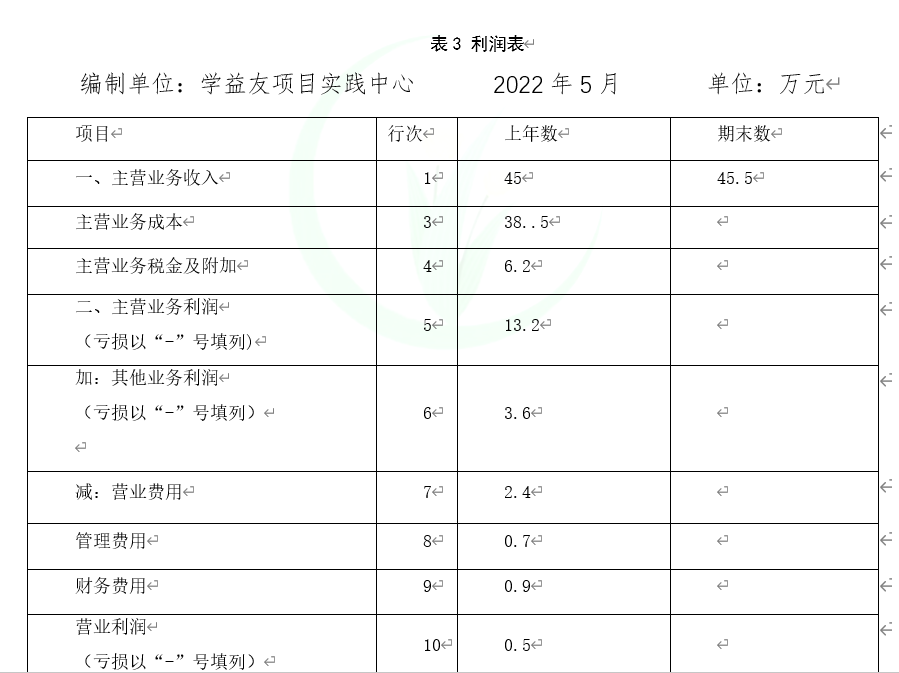 表3 利润表
编制单位：学益友项目实践中心 2022年5月 单位：万元
项目 行次 上年数 期末数
一、主营业务收入 1 45 45.5
主营业务成本 3 38..5
主营业务税金及附加 4 6.2
二、主营业务利润
（亏损以“-”号填列) 5 13.2
加：其他业务利润
（亏损以“-”号填列） 6 3.6
减：营业费用 7 2.4
管理费用 8 0.7
财务费用 9 0.9
营业利润
（亏损以“-”号填列） 10 0.5